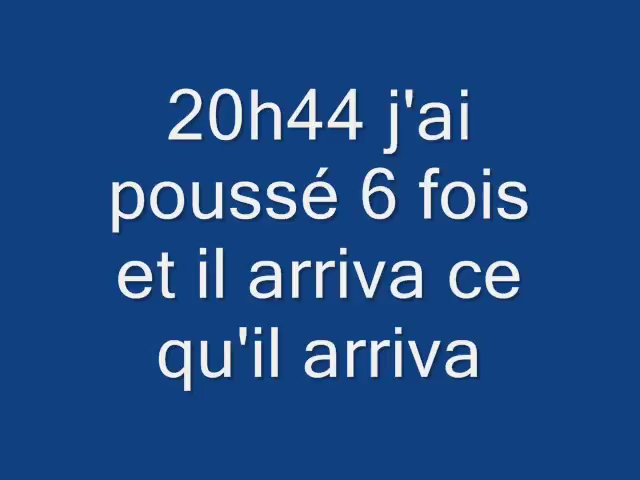 20h44 j'ai
poussé 6 fois
et il arriva ce
qu'il arriva